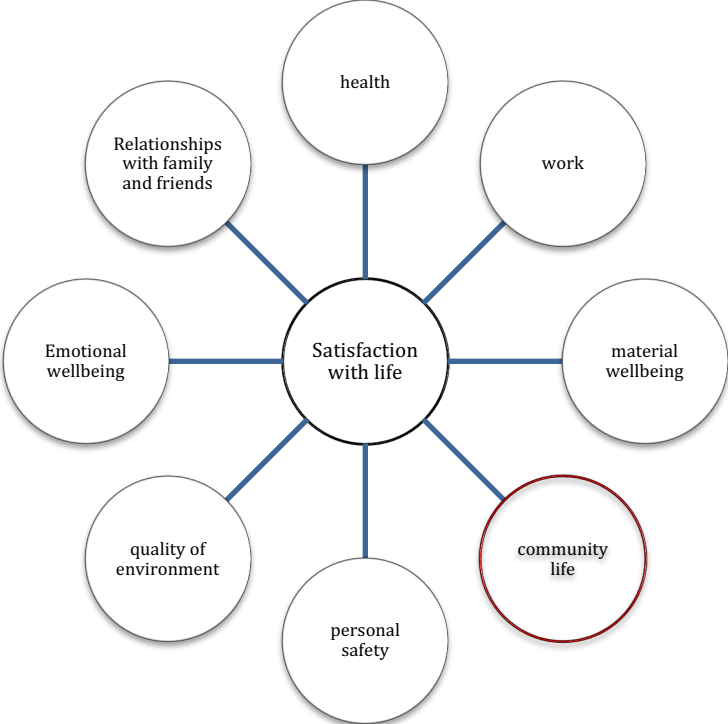 health
Relationships
with family
and friends
work
Emotional
wellbeing
Satisfaction
with life
material
wellbeing
quality of
environment
community
life
personal
safety